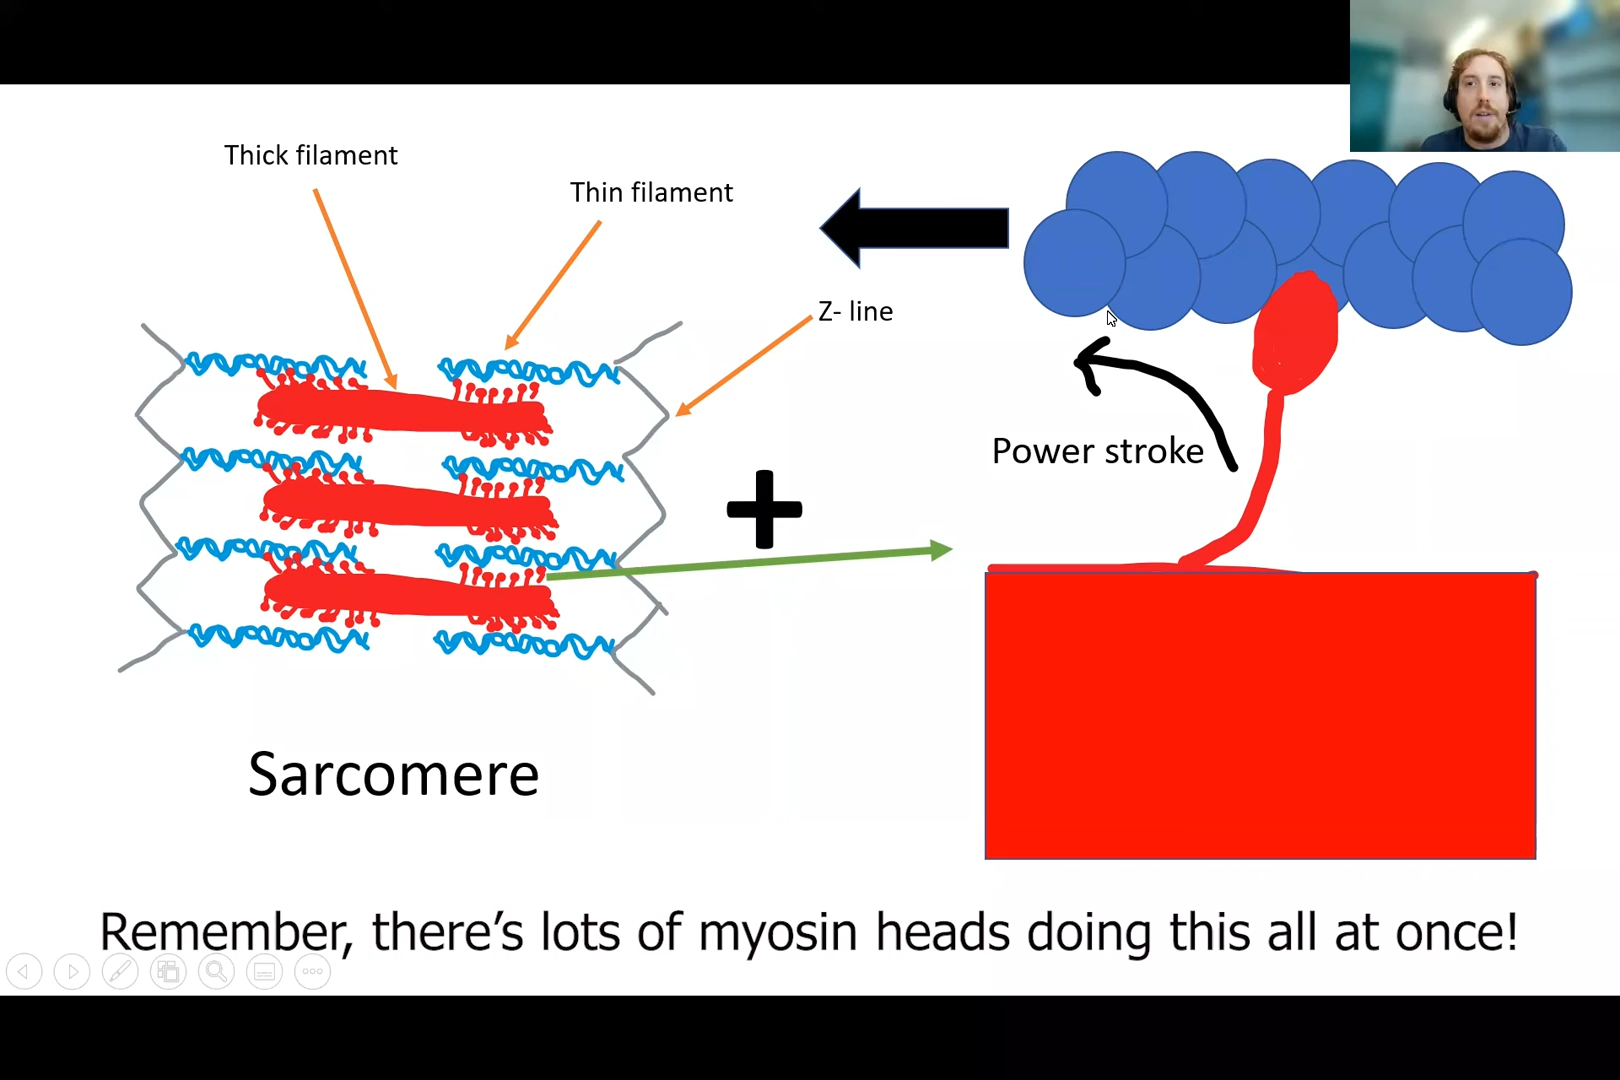 Thick filament
Thin filament
Z- line
Power stroke
Sarcomere
Remember, there's lots of myosin heads doing this all at once!